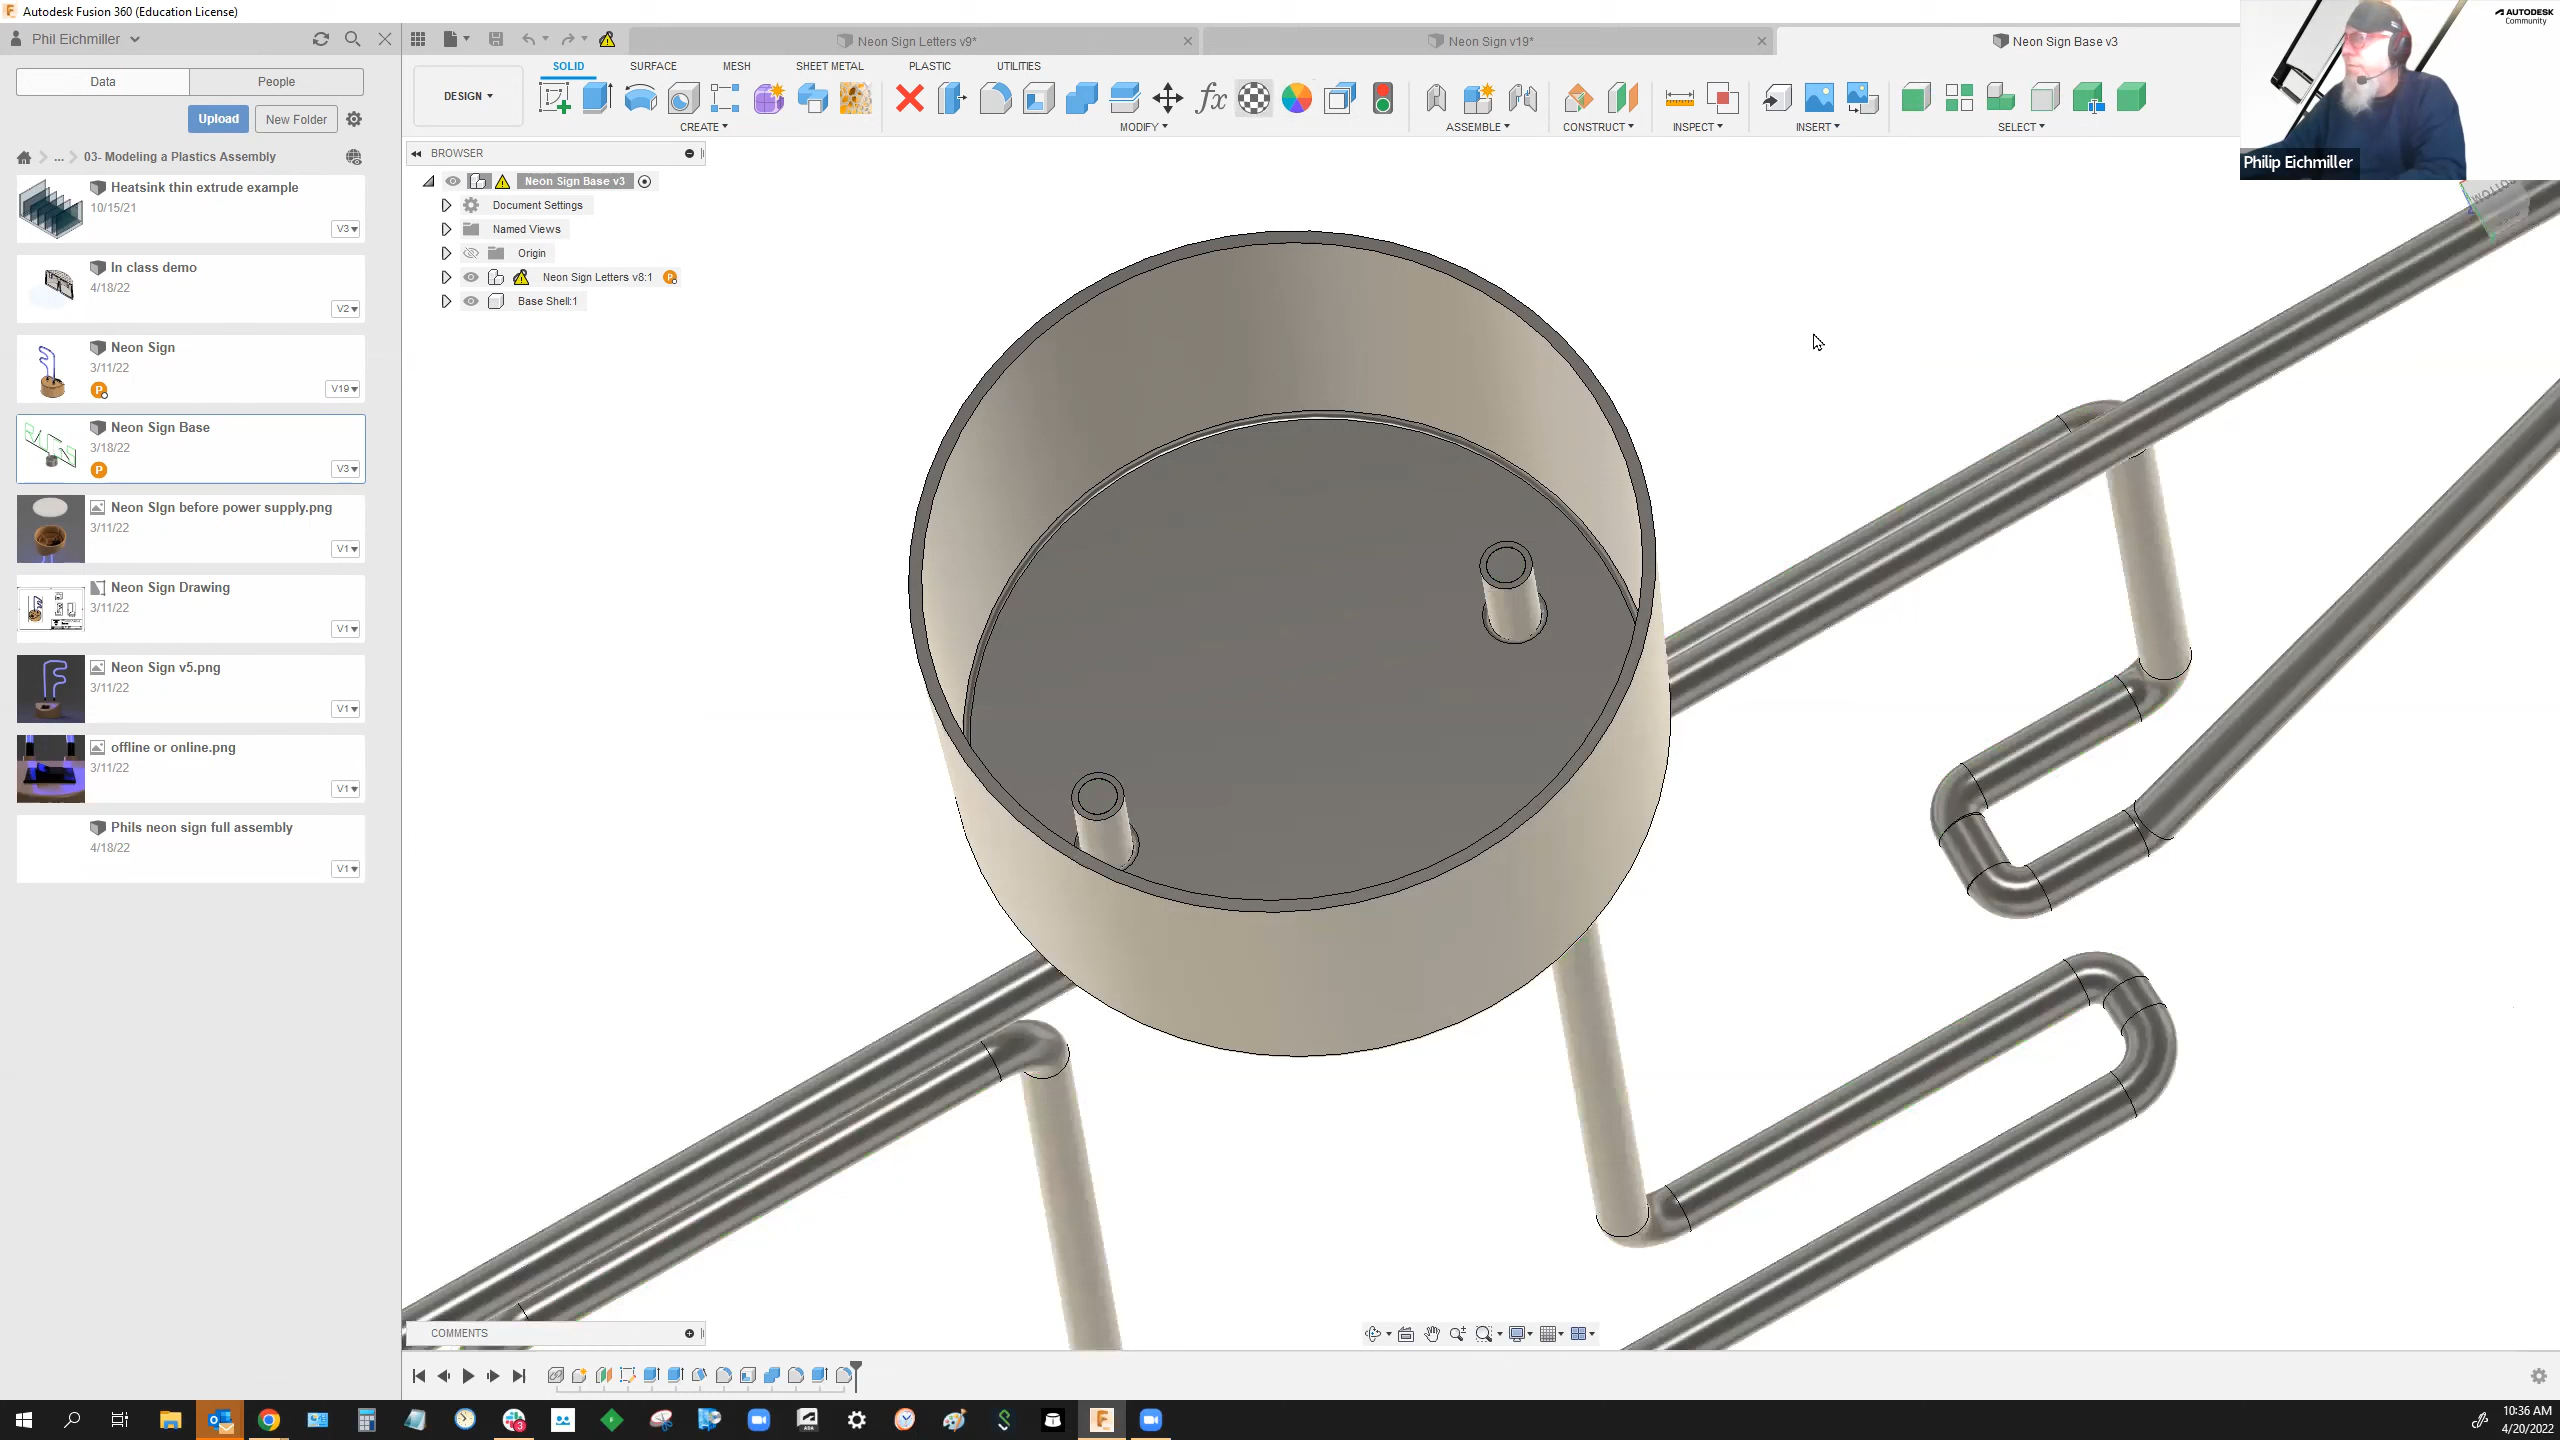 Autodesk Fusion 360 (Education License)
Phil Eichmiller
Neon Sign Letters v9*
Neon Sign v19*
Neon Sign Base v3
AUTODESK
Community
Philip Eichmiller
Data
People
Upload
New Folder
... 03- Modeling a Plastics Assembly
DESIGN
SOLID
SURFACE
MESH
SHEET METAL
PLASTIC
UTILITIES
CREATE
MODIFY
ASSEMBLE
CONSTRUCT
INSPECT
INSERT
SELECT
BROWSER
Neon Sign Base v3
Document Settings
Named Views
Origin
Neon Sign Letters v8:1
P
Base Shell:1
BOTTOM
Heatsink thin extrude example
10/15/21
V3
In class demo
4/18/22
V2
Neon Sign
3/11/22
P
V19
Neon Sign Base
3/18/22
P
V3
Neon SIgn before power supply.png
3/11/22
V1
Neon Sign Drawing
3/11/22
V1
Neon Sign v5.png
3/11/22
V1
offline or online.png
3/11/22
V1
Phils neon sign full assembly
4/18/22
V1
COMMENTS
10:36 AM
4/20/2022